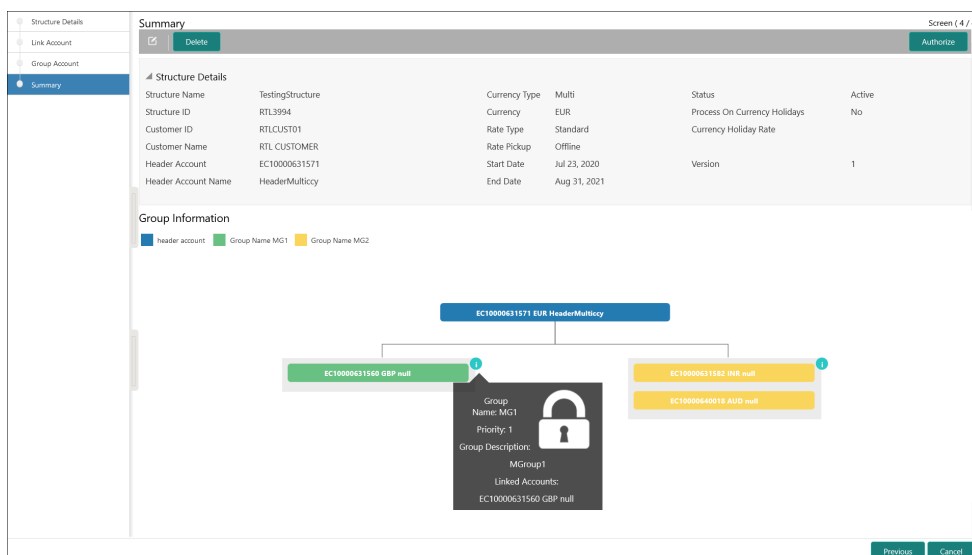 Structure Details
Link Account
Group Account
Summary
Summary
Screen ( 4 /
Delete
Authorize
Structure Details
Structure Name TestingStructure Currency Type Multi Status Active
Structure ID RTL3994 Currency EUR Process On Currency Holidays No
Customer ID RTLCUST01 Rate Type Standard Currency Holiday Rate
Customer Name RTL CUSTOMER Rate Pickup Offline
Header Account EC10000631571 Start Date Jul 23, 2020 Version 1
Header Account Name HeaderMulticcy End Date Aug 31, 2021
Group Information
header account Group Name MG1 Group Name MG2
EC10000631571 EUR HeaderMulticcy
EC10000631560 GBP null
i
EC10000631582 INR null
i
EC10000640018 AUD null
Group
Name: MG1
Priority: 1
Group Description:
MGroup1
Linked Accounts:
EC10000631560 GBP null
Previous Cancel